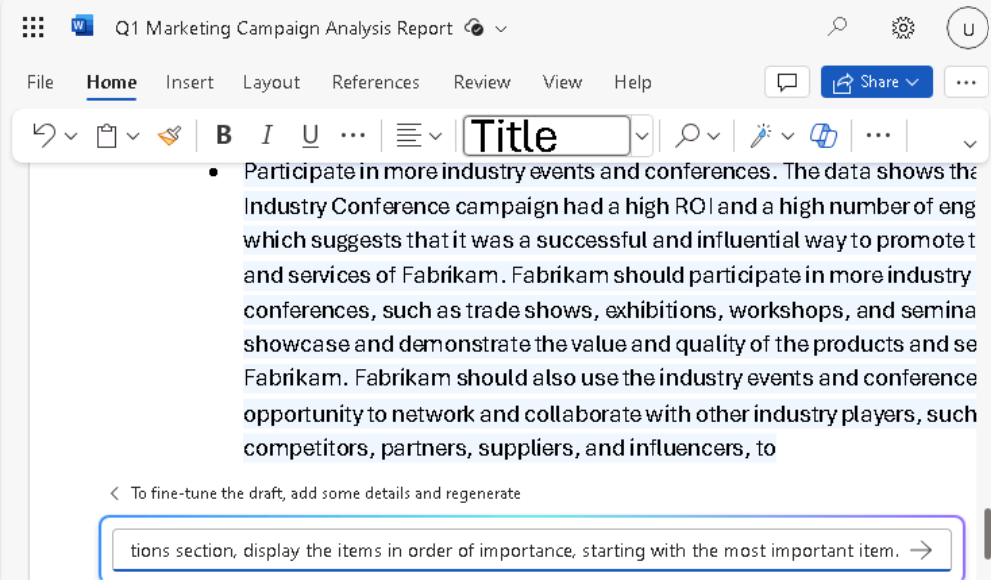 Q1 Marketing Campaign Analysis Report
U
File Home Insert Layout References Review View Help
Share
B I U Title
Participate in more industry events and conferences. The data shows tha
Industry Conference campaign had a high ROI and a high number of eng
which suggests that it was a successful and influential way to promote t
and services of Fabrikam. Fabrikam should participate in more industry
conferences, such as trade shows, exhibitions, workshops, and semina
showcase and demonstrate the value and quality of the products and se
Fabrikam. Fabrikam should also use the industry events and conference
opportunity to network and collaborate with other industry players, such
competitors, partners, suppliers, and influencers, to
To fine-tune the draft, add some details and regenerate
tions section, display the items in order of importance, starting with the most important item.